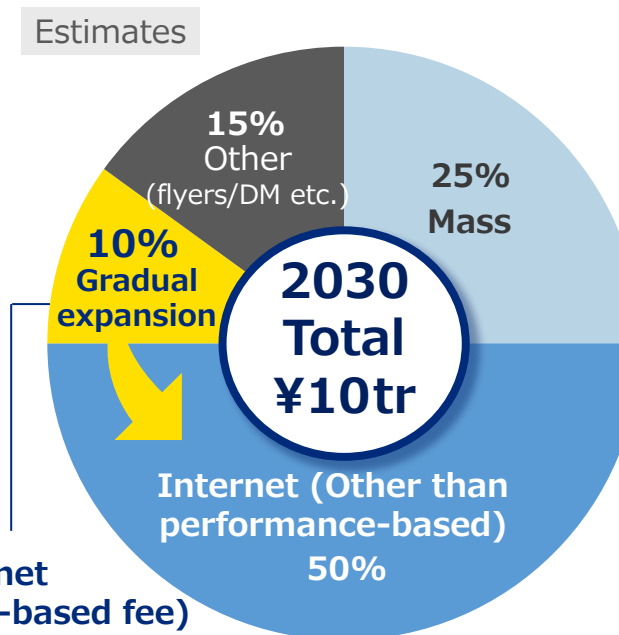 Estimates
15%
Other
(flyers/DM etc.)
25%
Mass
10%
Gradual
expansion
2030
Total
¥10tr
Internet (Other than
performance-based)
50%
net
-based fee)